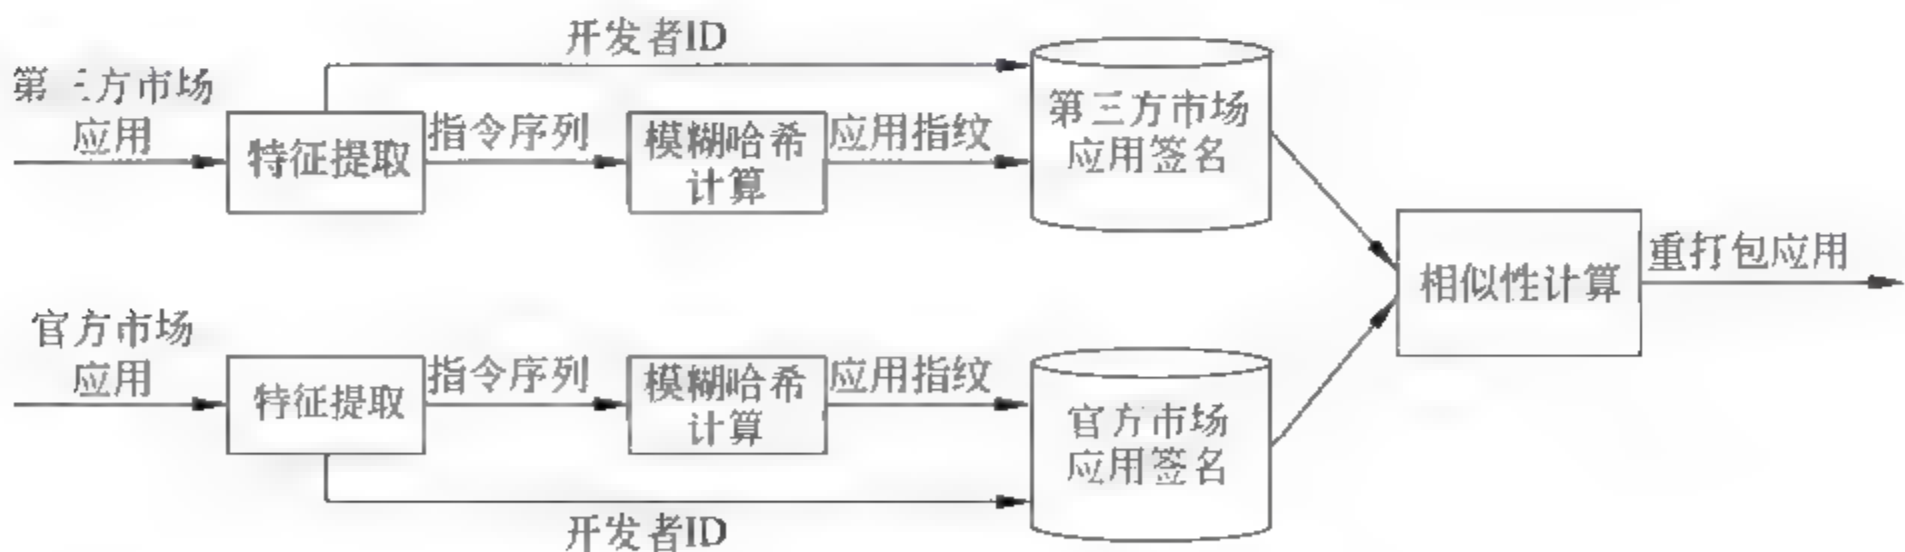 开发者ID
第三方市场
应用
特征提取
指令序列
模糊哈希
计算
应用指纹
第三方市场
应用签名
相似性计算
重打包应用
官方市场
应用
特征提取
指令序列
模糊哈希
计算
应用指纹
官方市场
应用签名
开发者ID